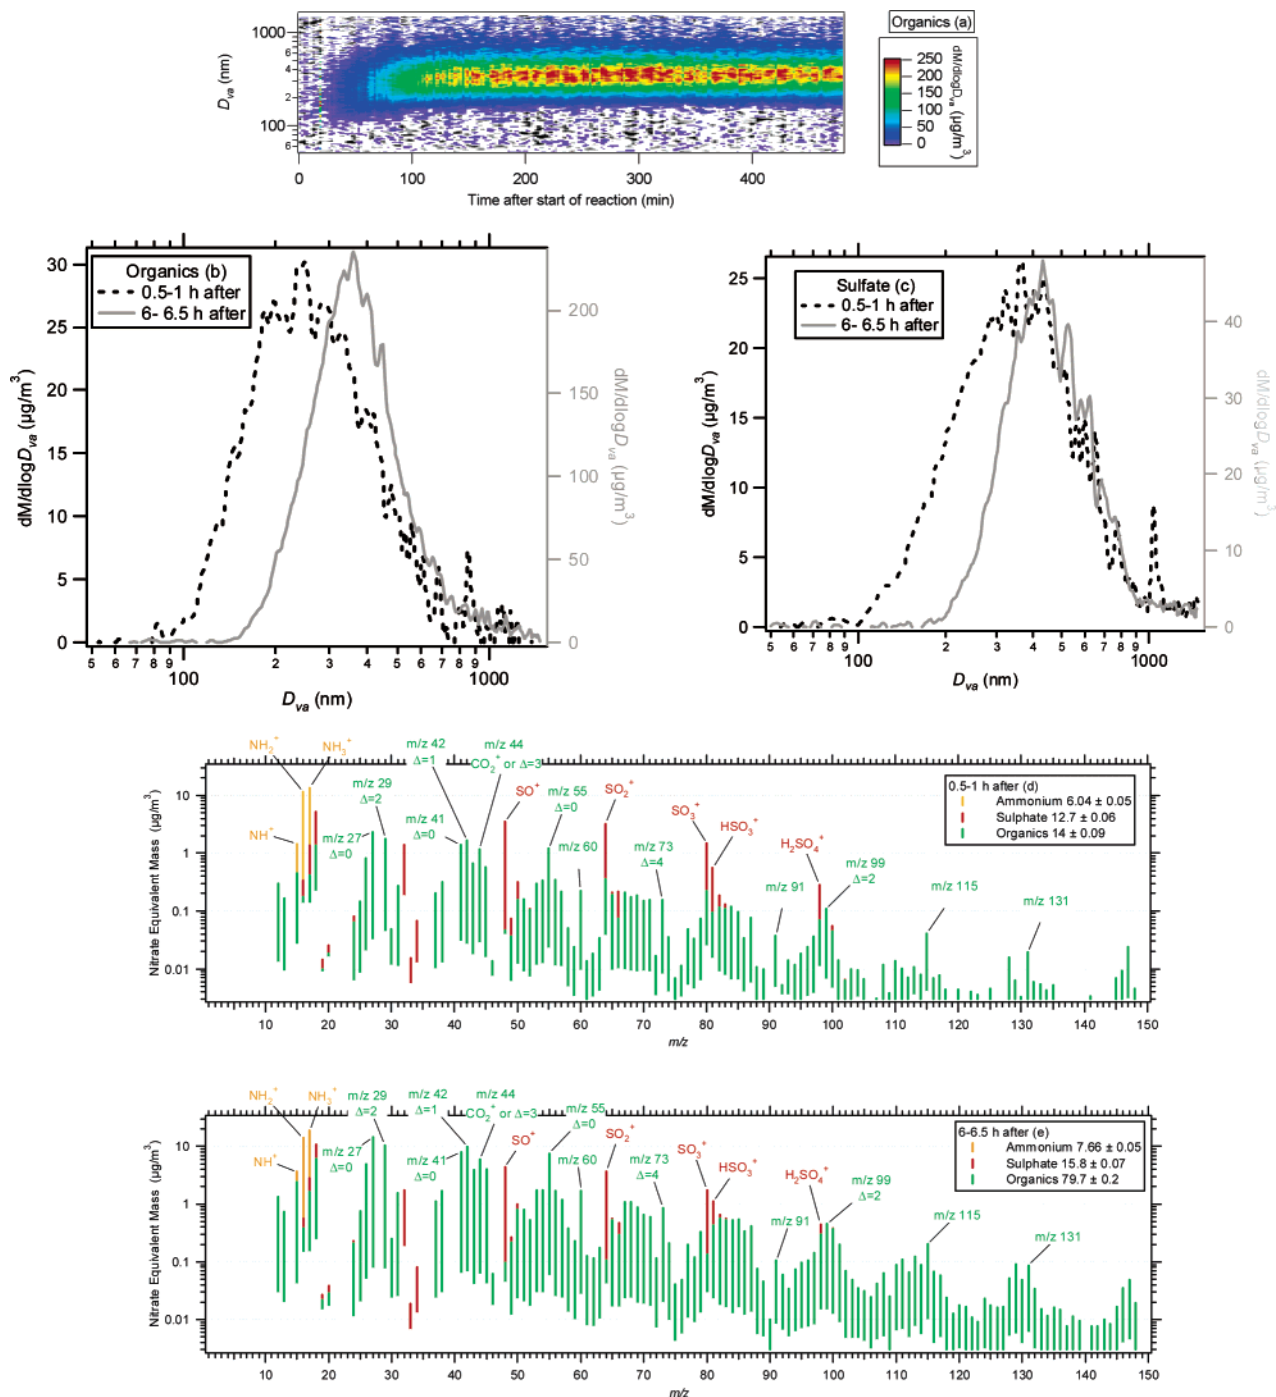 Organics (a)
1000
6
4
2
100
6
D_va (nm)
250
200
150
100
50
0
dM/dlogD_va (µg/m³)
0
100
200
300
400
Time after start of reaction (min)
Organics (b)
0.5-1 h after
6- 6.5 h after
30
25
20
15
10
5
0
dM/dlogD_va (µg/m³)
200
150
100
50
0
dM/dlogD_va (µg/m³)
5 6 7 8 9 2 3 4 5 6 7 8 9
100 1000
D_va (nm)
Sulfate (c)
0.5-1 h after
6- 6.5 h after
25
20
15
10
5
0
dM/dlogD_va (µg/m³)
40
30
20
10
0
dM/dlogD_va (µg/m³)
5 6 7 8 9 2 3 4 5 6 7 8 9
100 1000
D_va (nm)
NH₂⁺
NH₃⁺
NH⁺
m/z 27
Δ=0
m/z 29
Δ=2
m/z 41
Δ=0
m/z 42
Δ=1
m/z 44
CO₂⁺ or Δ=3
SO⁺
m/z 55
Δ=0
m/z 60
SO₂⁺
m/z 73
Δ=4
SO₃⁺
HSO₃⁺
m/z 91
H₂SO₄⁺
m/z 99
Δ=2
m/z 115
m/z 131
0.5-1 h after (d)
Ammonium 6.04 ± 0.05
Sulphate 12.7 ± 0.06
Organics 14 ± 0.09
Nitrate Equivalent Mass (µg/m³)
10
1
0.1
0.01
10 20 30 40 50 60 70 80 90 100 110 120 130 140 150
m/z
NH₂⁺
NH₃⁺
NH⁺
m/z 27
Δ=0
m/z 29
Δ=2
m/z 41
Δ=0
m/z 42
Δ=1
m/z 44
CO₂⁺ or Δ=3
SO⁺
m/z 55
Δ=0
m/z 60
SO₂⁺
m/z 73
Δ=4
SO₃⁺
HSO₃⁺
m/z 91
H₂SO₄⁺
m/z 99
Δ=2
m/z 115
m/z 131
6-6.5 h after (e)
Ammonium 7.66 ± 0.05
Sulphate 15.8 ± 0.07
Organics 79.7 ± 0.2
Nitrate Equivalent Mass (µg/m³)
10
1
0.1
0.01
10 20 30 40 50 60 70 80 90 100 110 120 130 140 150
m/z